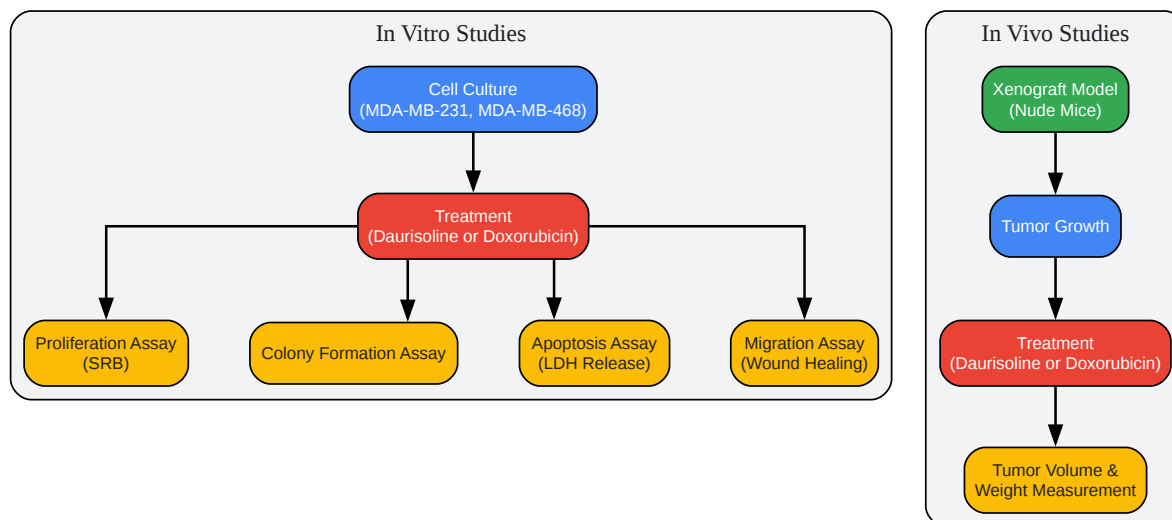 In Vitro Studies
Cell Culture
(MDA-MB-231, MDA-MB-468)
Treatment
(Daurisoline or Doxorubicin)
Proliferation Assay
(SRB)
Colony Formation Assay
Apoptosis Assay
(LDH Release)
Migration Assay
(Wound Healing)
In Vivo Studies
Xenograft Model
(Nude Mice)
Tumor Growth
Treatment
(Daurisoline or Doxorubicin)
Tumor Volume &
Weight Measurement